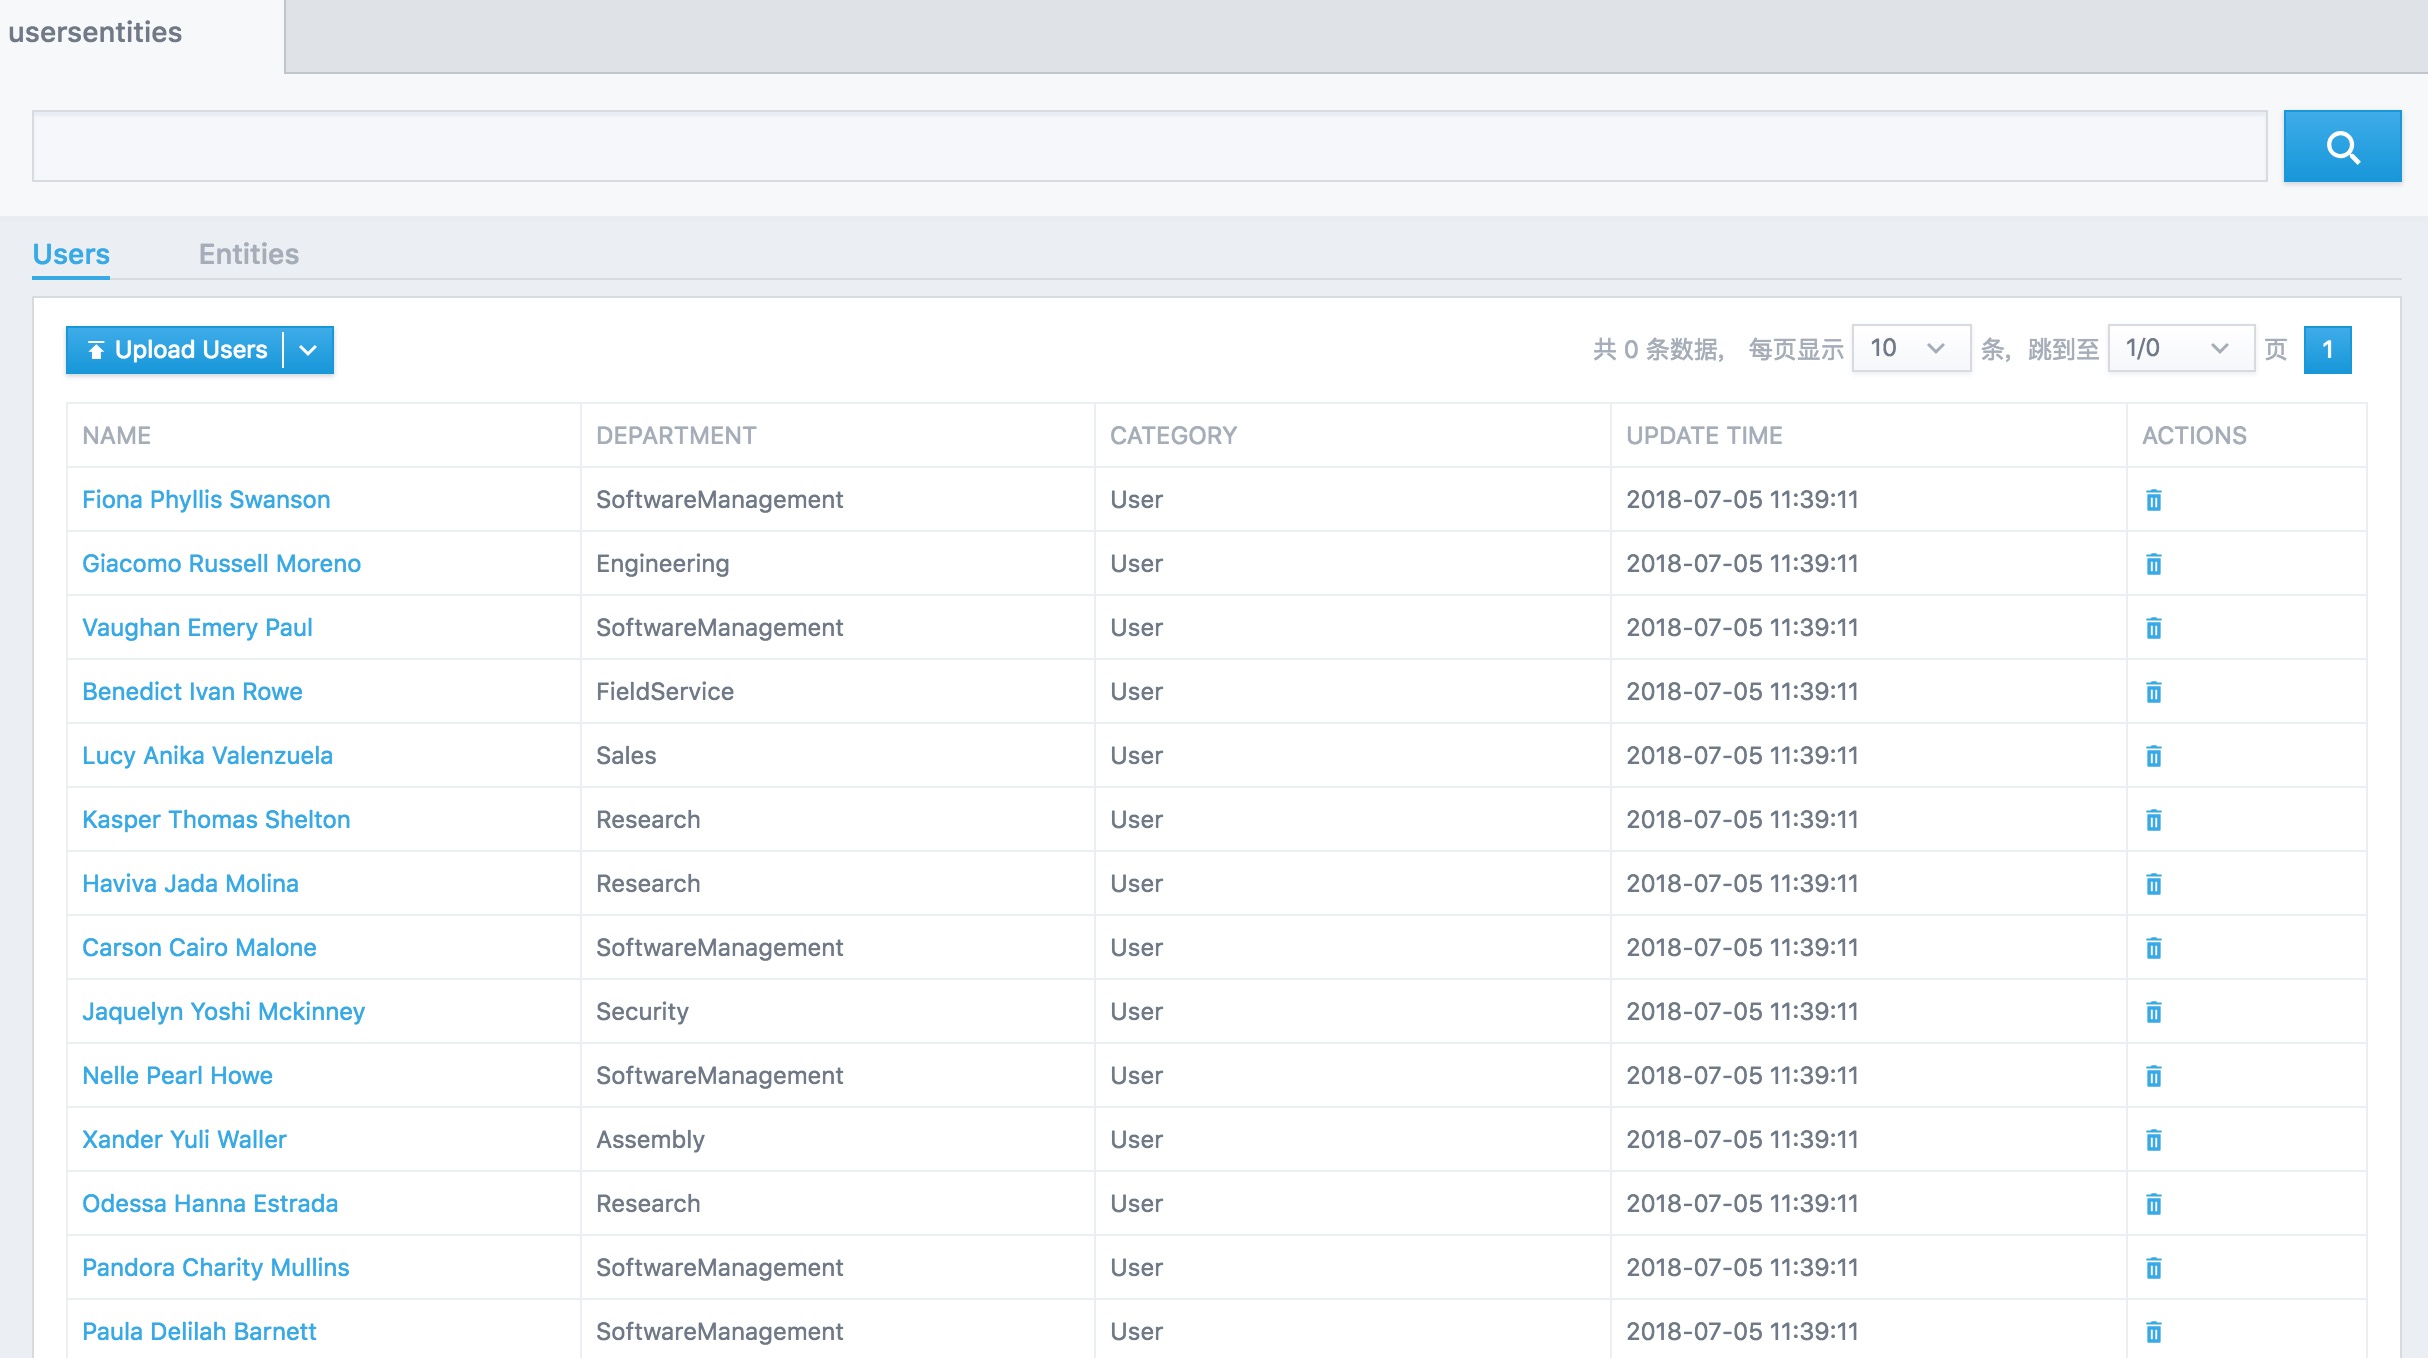 usersentities
Users Entities
Upload Users 共 0 条数据, 每页显示 10 条, 跳到至 1/0 页 1
NAME DEPARTMENT CATEGORY UPDATE TIME ACTIONS
Fiona Phyllis Swanson SoftwareManagement User 2018-07-05 11:39:11
Giacomo Russell Moreno Engineering User 2018-07-05 11:39:11
Vaughan Emery Paul SoftwareManagement User 2018-07-05 11:39:11
Benedict Ivan Rowe FieldService User 2018-07-05 11:39:11
Lucy Anika Valenzuela Sales User 2018-07-05 11:39:11
Kasper Thomas Shelton Research User 2018-07-05 11:39:11
Haviva Jada Molina Research User 2018-07-05 11:39:11
Carson Cairo Malone SoftwareManagement User 2018-07-05 11:39:11
Jaquelyn Yoshi Mckinney Security User 2018-07-05 11:39:11
Nelle Pearl Howe SoftwareManagement User 2018-07-05 11:39:11
Xander Yuli Waller Assembly User 2018-07-05 11:39:11
Odessa Hanna Estrada Research User 2018-07-05 11:39:11
Pandora Charity Mullins SoftwareManagement User 2018-07-05 11:39:11
Paula Delilah Barnett SoftwareManagement User 2018-07-05 11:39:11